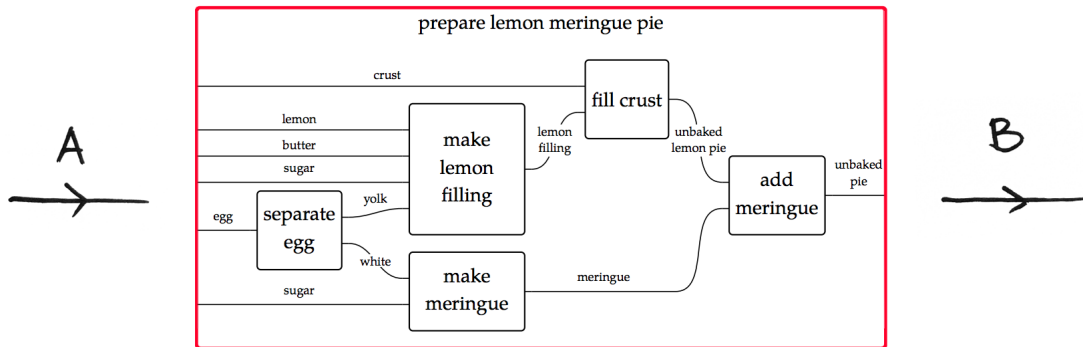 prepare lemon meringue pie
A
B
crust
fill crust
lemon
butter
sugar
make
lemon
filling
lemon
filling
unbaked
lemon pie
egg
separate
egg
yolk
white
sugar
make
meringue
meringue
add
meringue
unbaked
pie